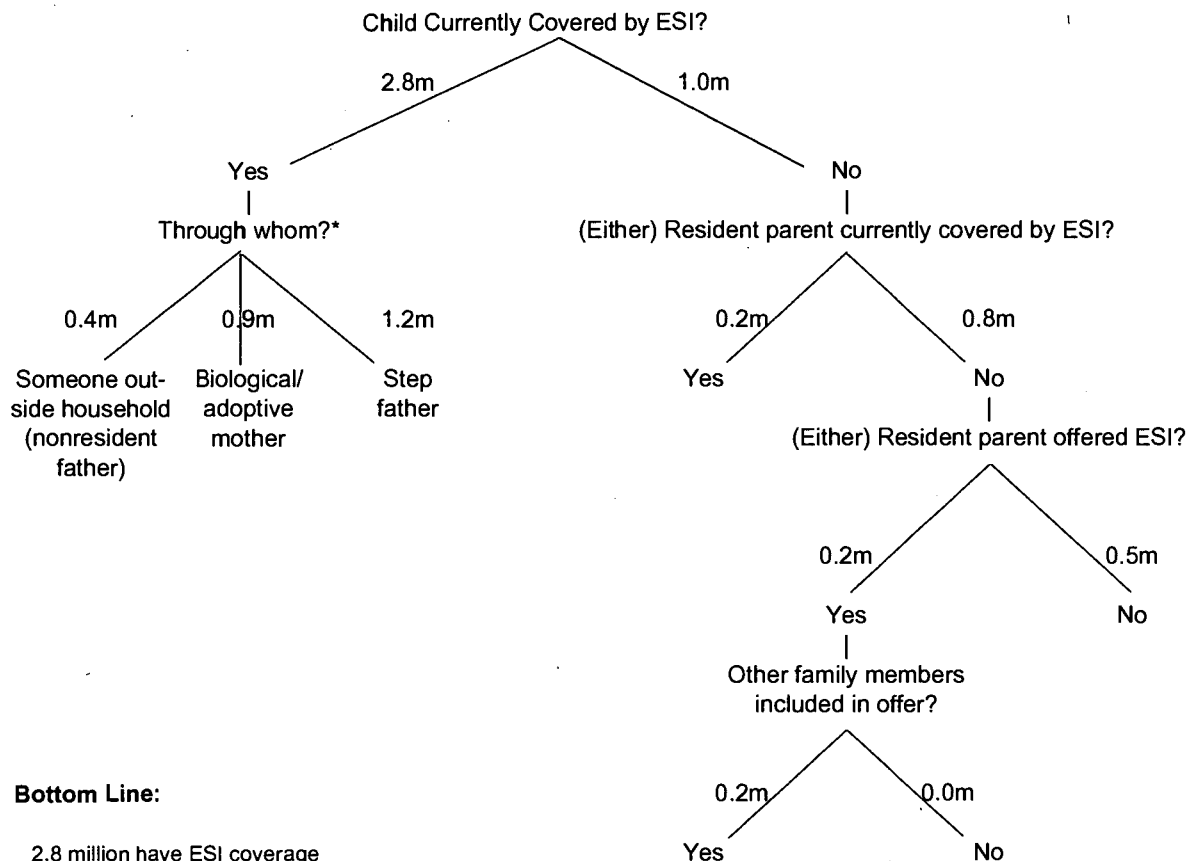 Child Currently Covered by ESI?
2.8m
1.0m
Yes
No
Through whom?*
(Either) Resident parent currently covered by ESI?
0.4m
0.9m
1.2m
0.2m
0.8m
Someone out-
side household
(nonresident
father)
Biological/
adoptive
mother
Step
father
Yes
No
(Either) Resident parent offered ESI?
0.2m
0.5m
Yes
No
Other family members
included in offer?
Bottom Line:
0.2m
0.0m
2.8 million have ESI coverage
Yes
No